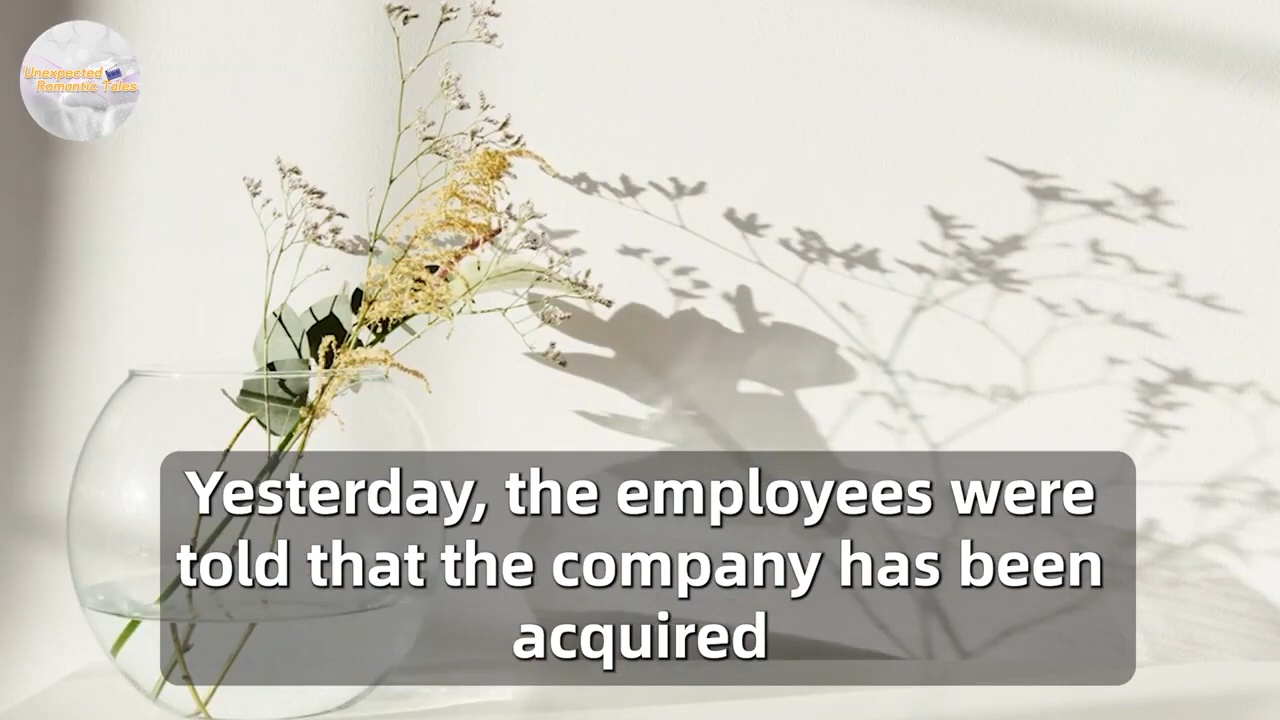 Unexpected
Romantic Tales
Yesterday, the employees were
told that the company has been
acquired